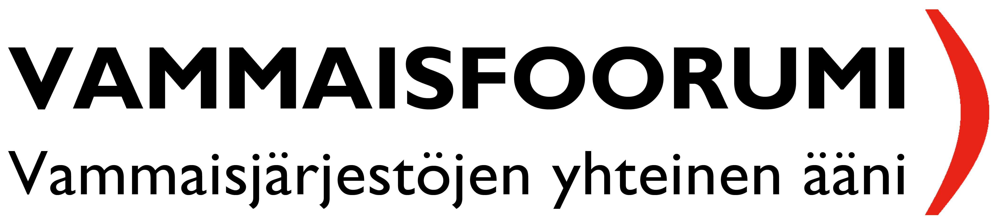 VAMMAISFOORUMI
Vammaisjärjestöjen yhteinen ääni